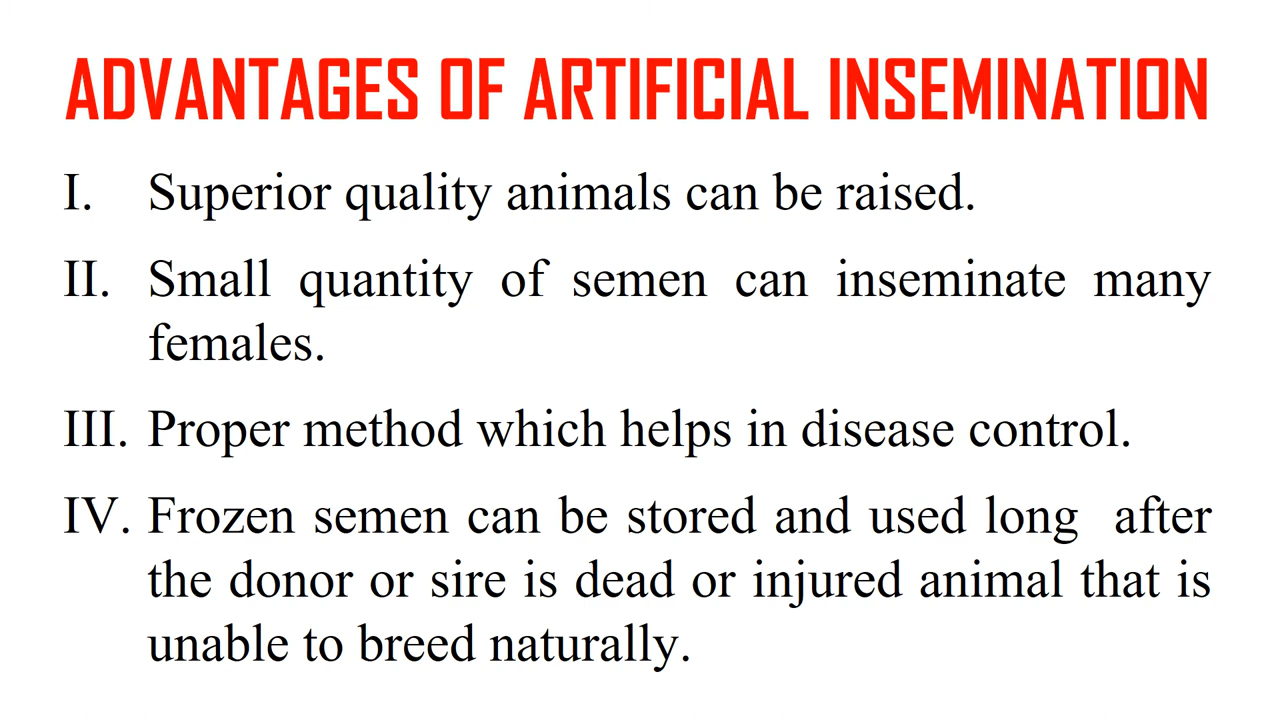 ADVANTAGES OF ARTIFICIAL INSEMINATION
I. Superior quality animals can be raised.
II. Small quantity of semen can inseminate many
females.
III. Proper method which helps in disease control.
IV. Frozen semen can be stored and used long after
the donor or sire is dead or injured animal that is
unable to breed naturally.